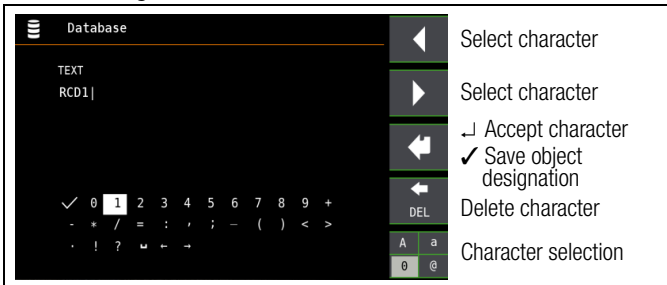 Database
TEXT
RCD1|
✓ 0 1 2 3 4 5 6 7 8 9 +
- * / = : , ; _ ( ) < >
. ! ? ␣ ← →
DEL
A a
0 @
Select character
Select character
↵ Accept character
✓ Save object
designation
Delete character
Character selection